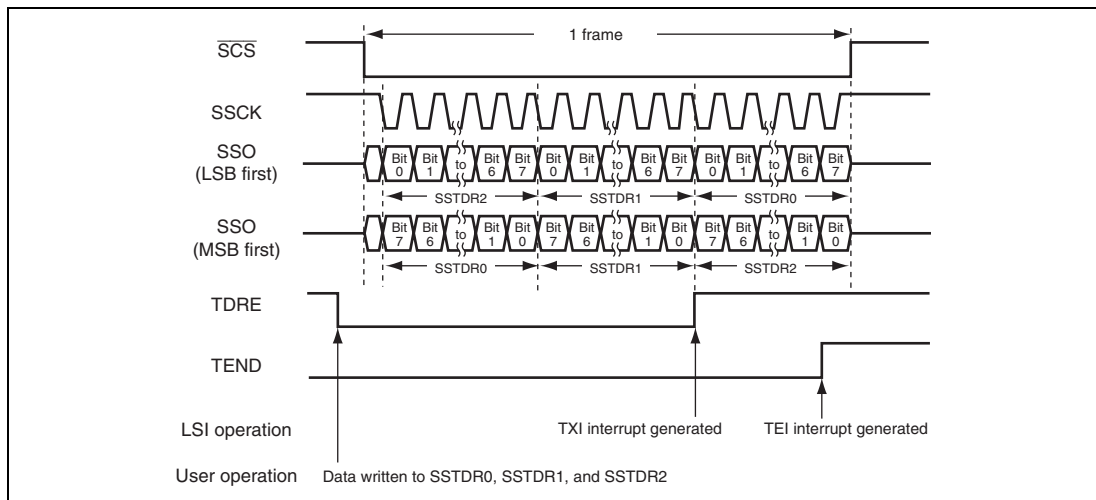 1 frame
SCS
SSCK
SSO
(LSB first)
Bit 0 Bit 1 to Bit 6 Bit 7 Bit 0 Bit 1 to Bit 6 Bit 7 Bit 0 Bit 1 to Bit 6 Bit 7
SSTDR2 SSTDR1 SSTDR0
SSO
(MSB first)
Bit 7 Bit 6 to Bit 1 Bit 0 Bit 7 Bit 6 to Bit 1 Bit 0 Bit 7 Bit 6 to Bit 1 Bit 0
SSTDR0 SSTDR1 SSTDR2
TDRE
TEND
LSI operation TXI interrupt generated TEI interrupt generated
User operation Data written to SSTDR0, SSTDR1, and SSTDR2